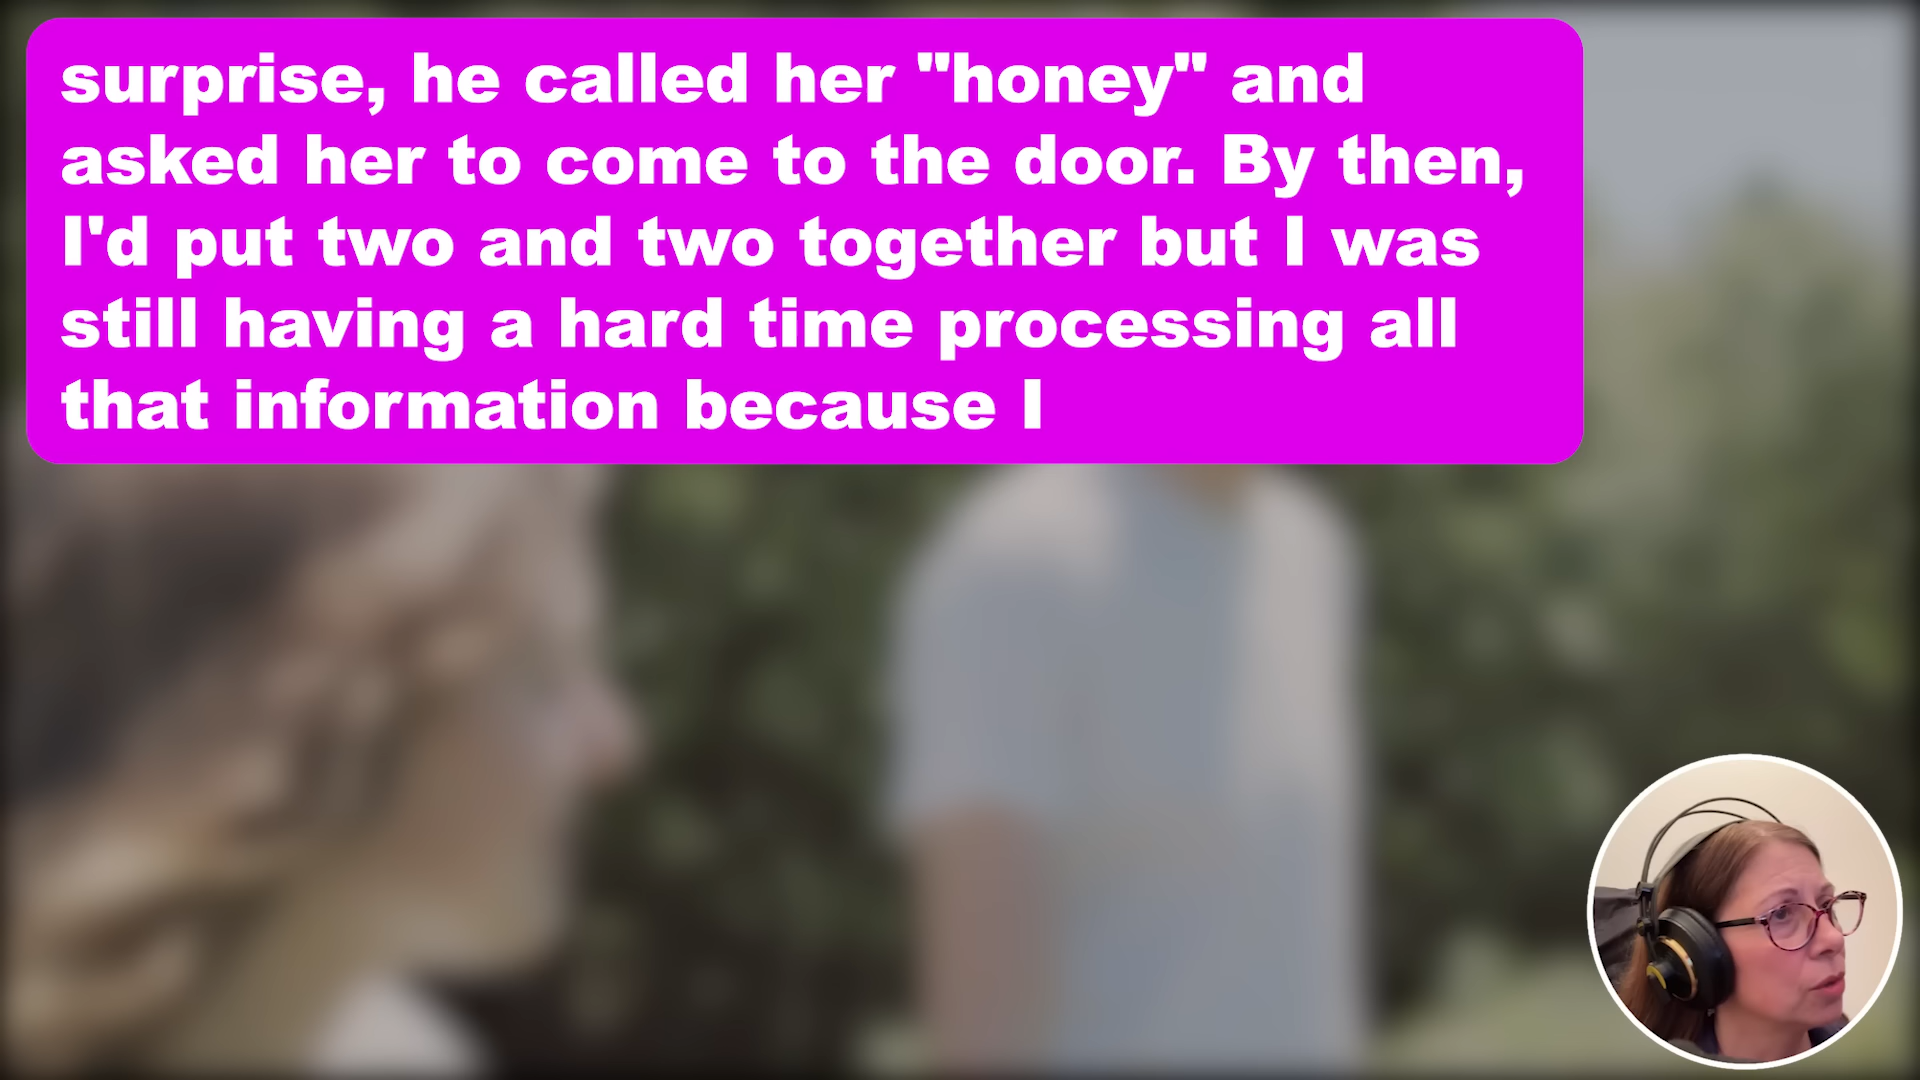 surprise, he called her "honey" and
asked her to come to the door. By then,
I'd put two and two together but I was
still having a hard time processing all
that information because I